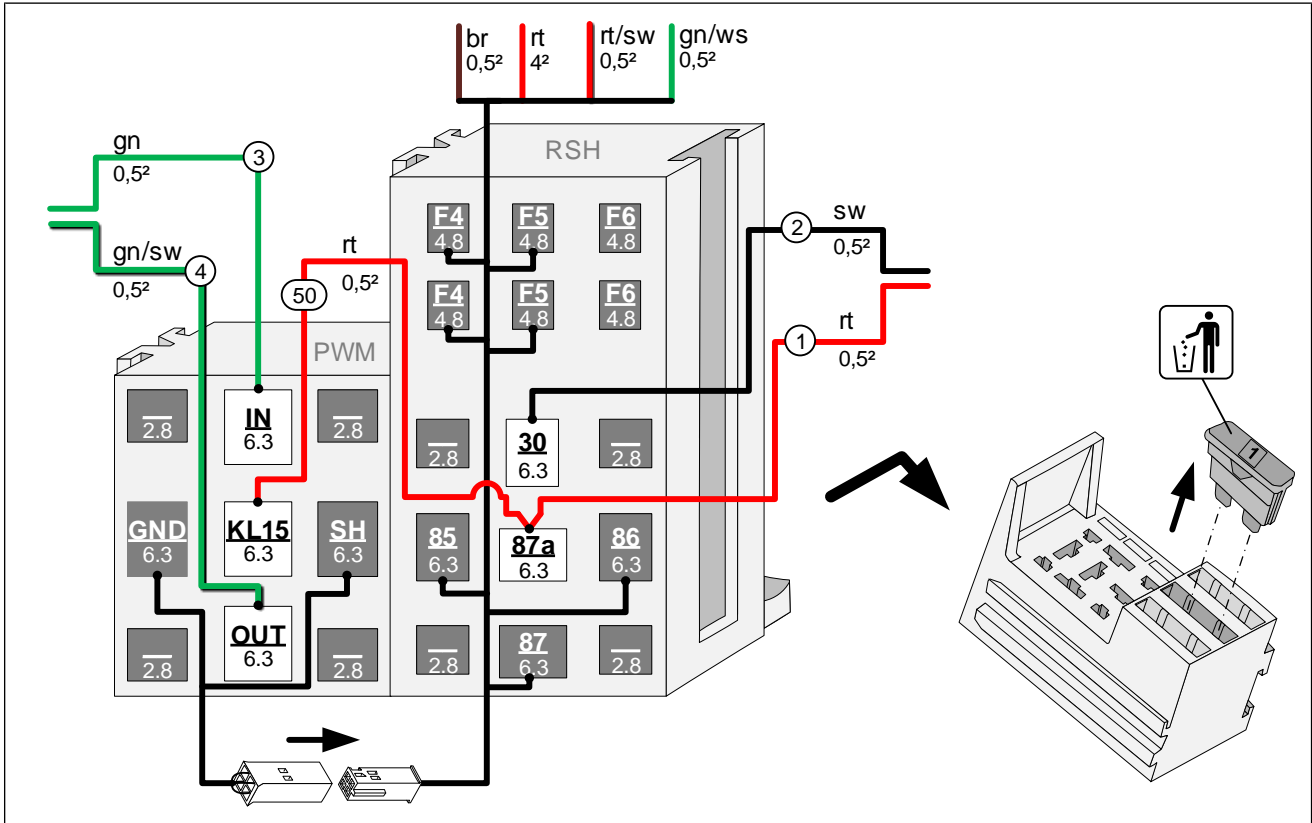 br
0,5²
rt
4²
rt/sw
0,5²
gn/ws
0,5²
gn
0,5²
3
RSH
F4
4.8
F5
4.8
F6
4.8
2
sw
0,5²
gn/sw
0,5²
4
rt
0,5²
50
F4
4.8
F5
4.8
F6
4.8
1
rt
0,5²
PWM
2.8
IN
6.3
2.8
2.8
30
6.3
2.8
1
GND
6.3
KL15
6.3
SH
6.3
85
6.3
87a
6.3
86
6.3
2.8
OUT
6.3
2.8
2.8
87
6.3
2.8